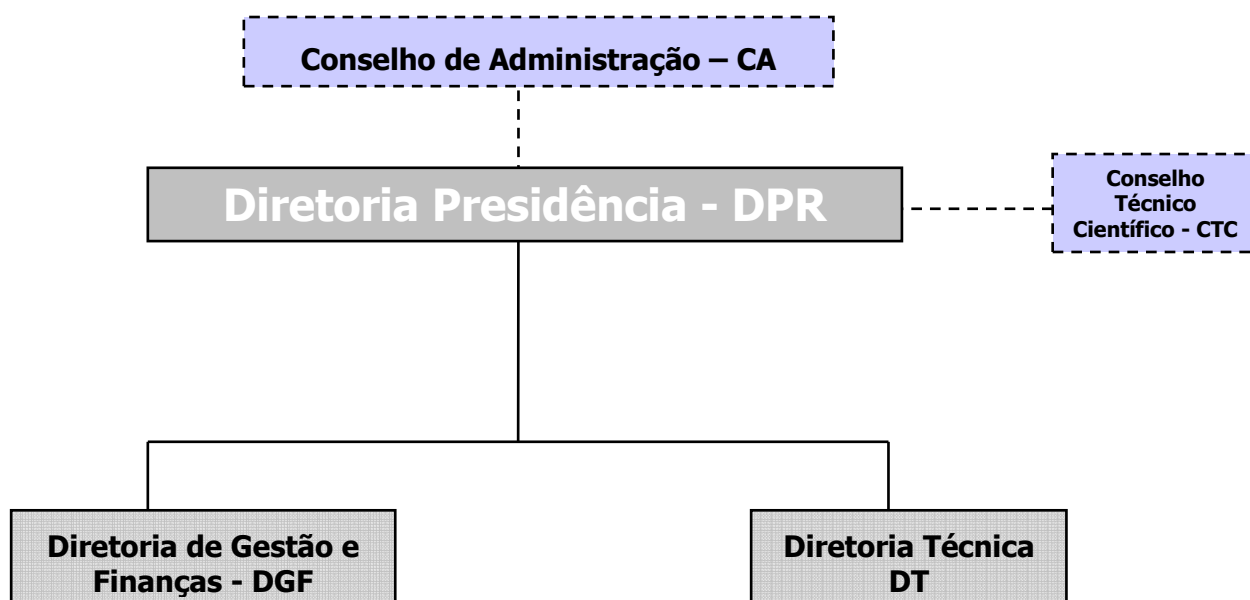 Conselho de Administração – CA
Diretoria Presidência - DPR
Conselho
Técnico
Científico - CTC
Diretoria de Gestão e
Finanças - DGF
Diretoria Técnica
DT